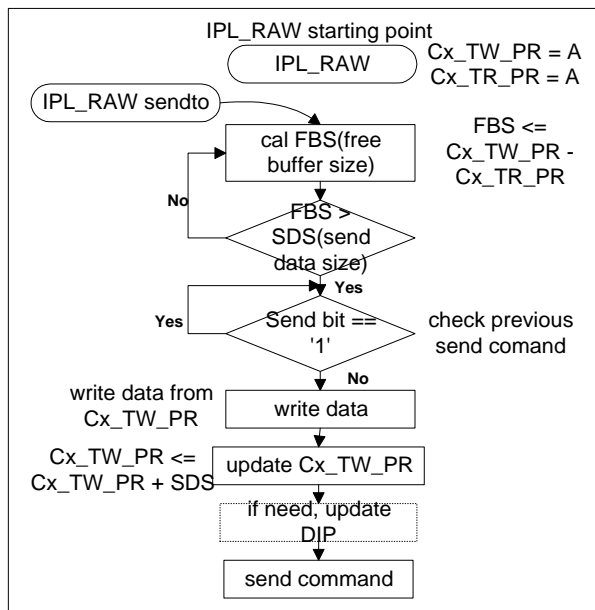 IPL_RAW starting point
IPL_RAW
Cx_TW_PR = A
Cx_TR_PR = A
IPL_RAW sendto
cal FBS(free
buffer size)
FBS <=
Cx_TW_PR -
Cx_TR_PR
No
FBS >
SDS(send
data size)
Yes
Yes
Send bit ==
'1'
check previous
send comand
No
write data from
Cx_TW_PR
write data
Cx_TW_PR <=
Cx_TW_PR + SDS
update Cx_TW_PR
if need, update
DIP
send command